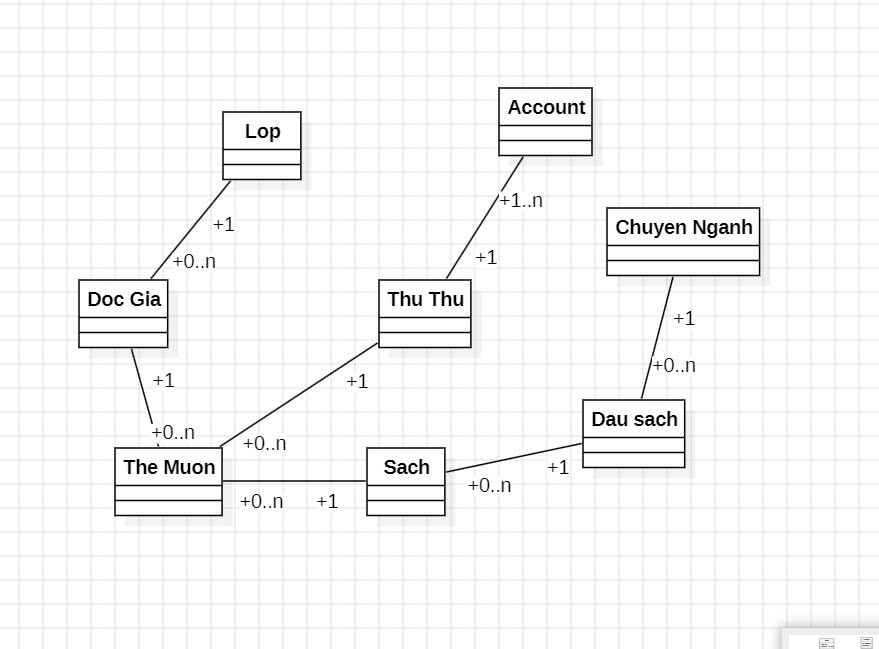 Account
Lop
+1..n
+1
Chuyen Nganh
+1
+0..n
Doc Gia
Thu Thu
+1
+0..n
+1
+1
+0..n
+0..n
Dau sach
The Muon
Sach
+1
+0..n
+0..n
+1